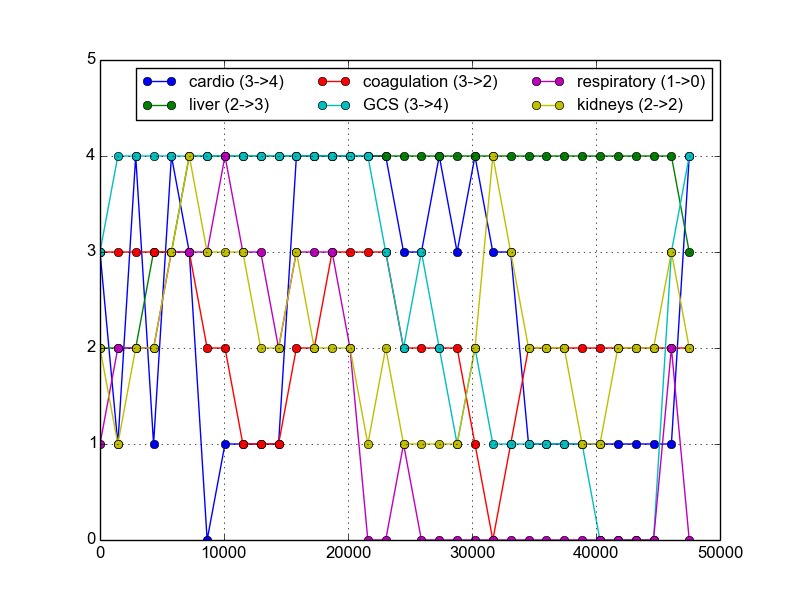 5
cardio (3->4) coagulation (3->2) respiratory (1->0)
liver (2->3) GCS (3->4) kidneys (2->2)
4
3
2
1
0
0 10000 20000 30000 40000 50000